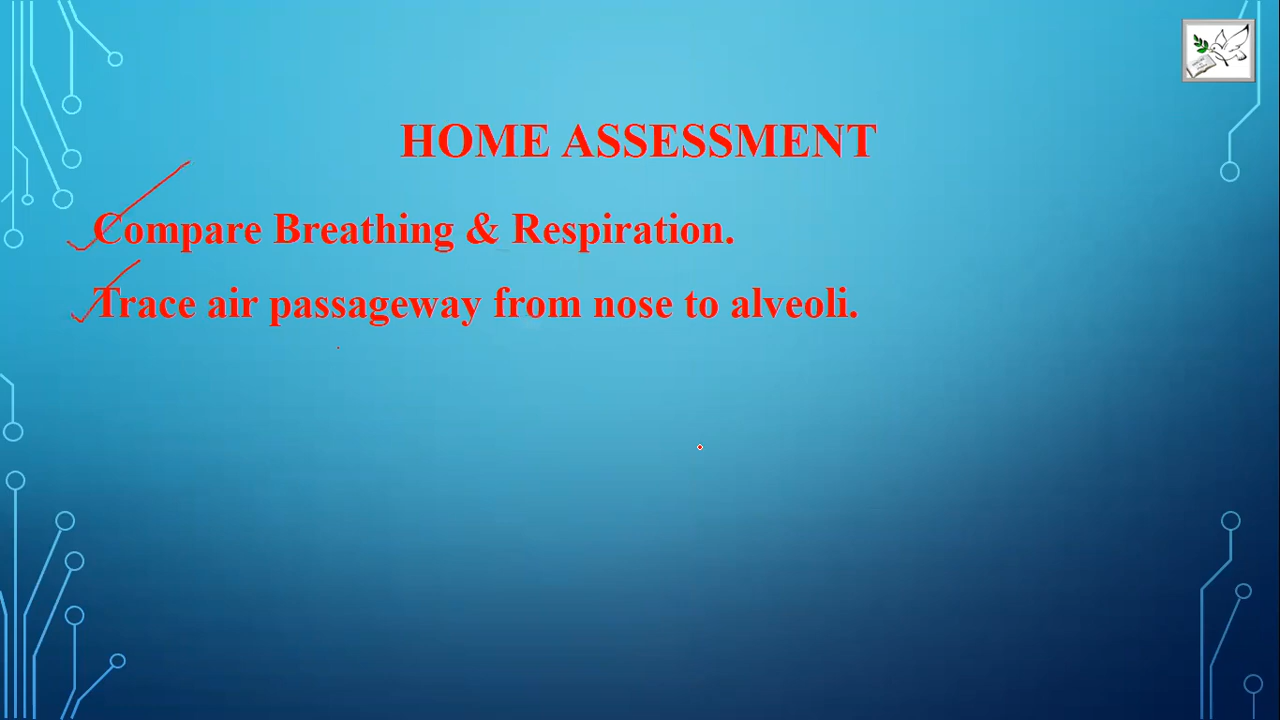 HOME ASSESSMENT
Compare Breathing & Respiration.
Trace air passageway from nose to alveoli.